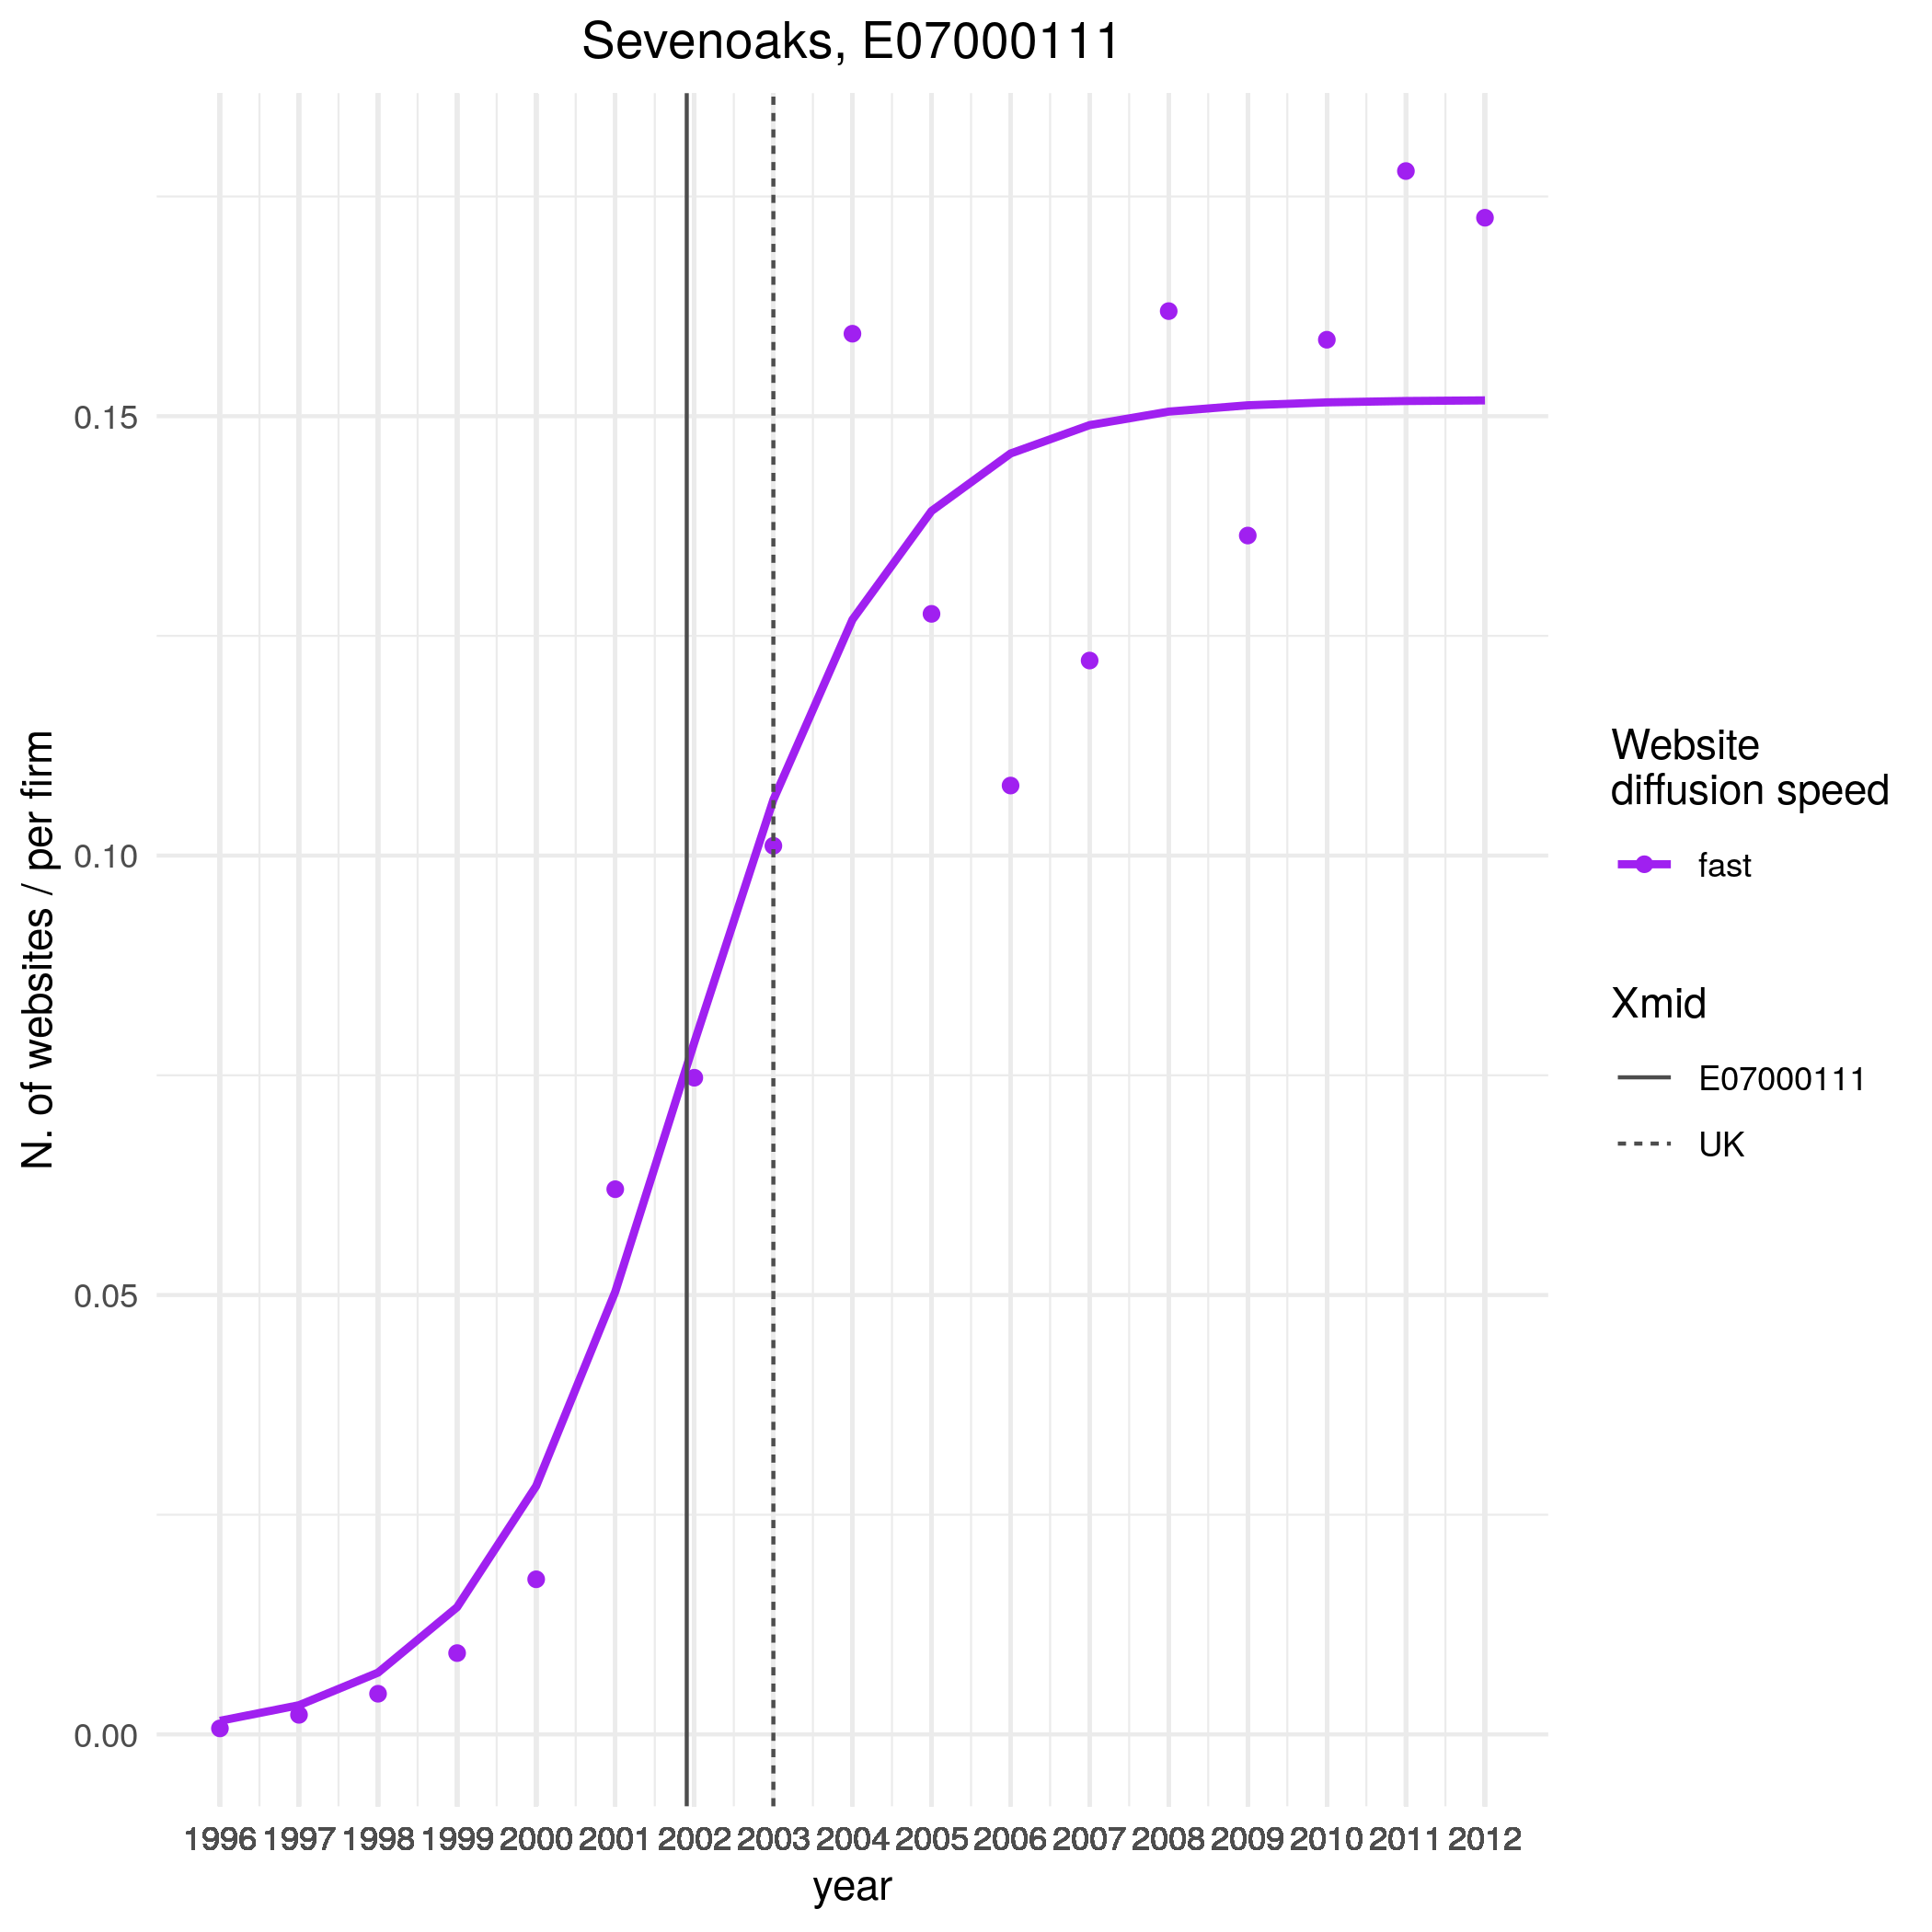 Sevenoaks, E07000111
N. of websites / per firm
0.15
0.10
0.05
0.00
1996 1997 1998 1999 2000 2001 2002 2003 2004 2005 2006 2007 2008 2009 2010 2011 2012
year
Website
diffusion speed
fast
Xmid
E07000111
UK